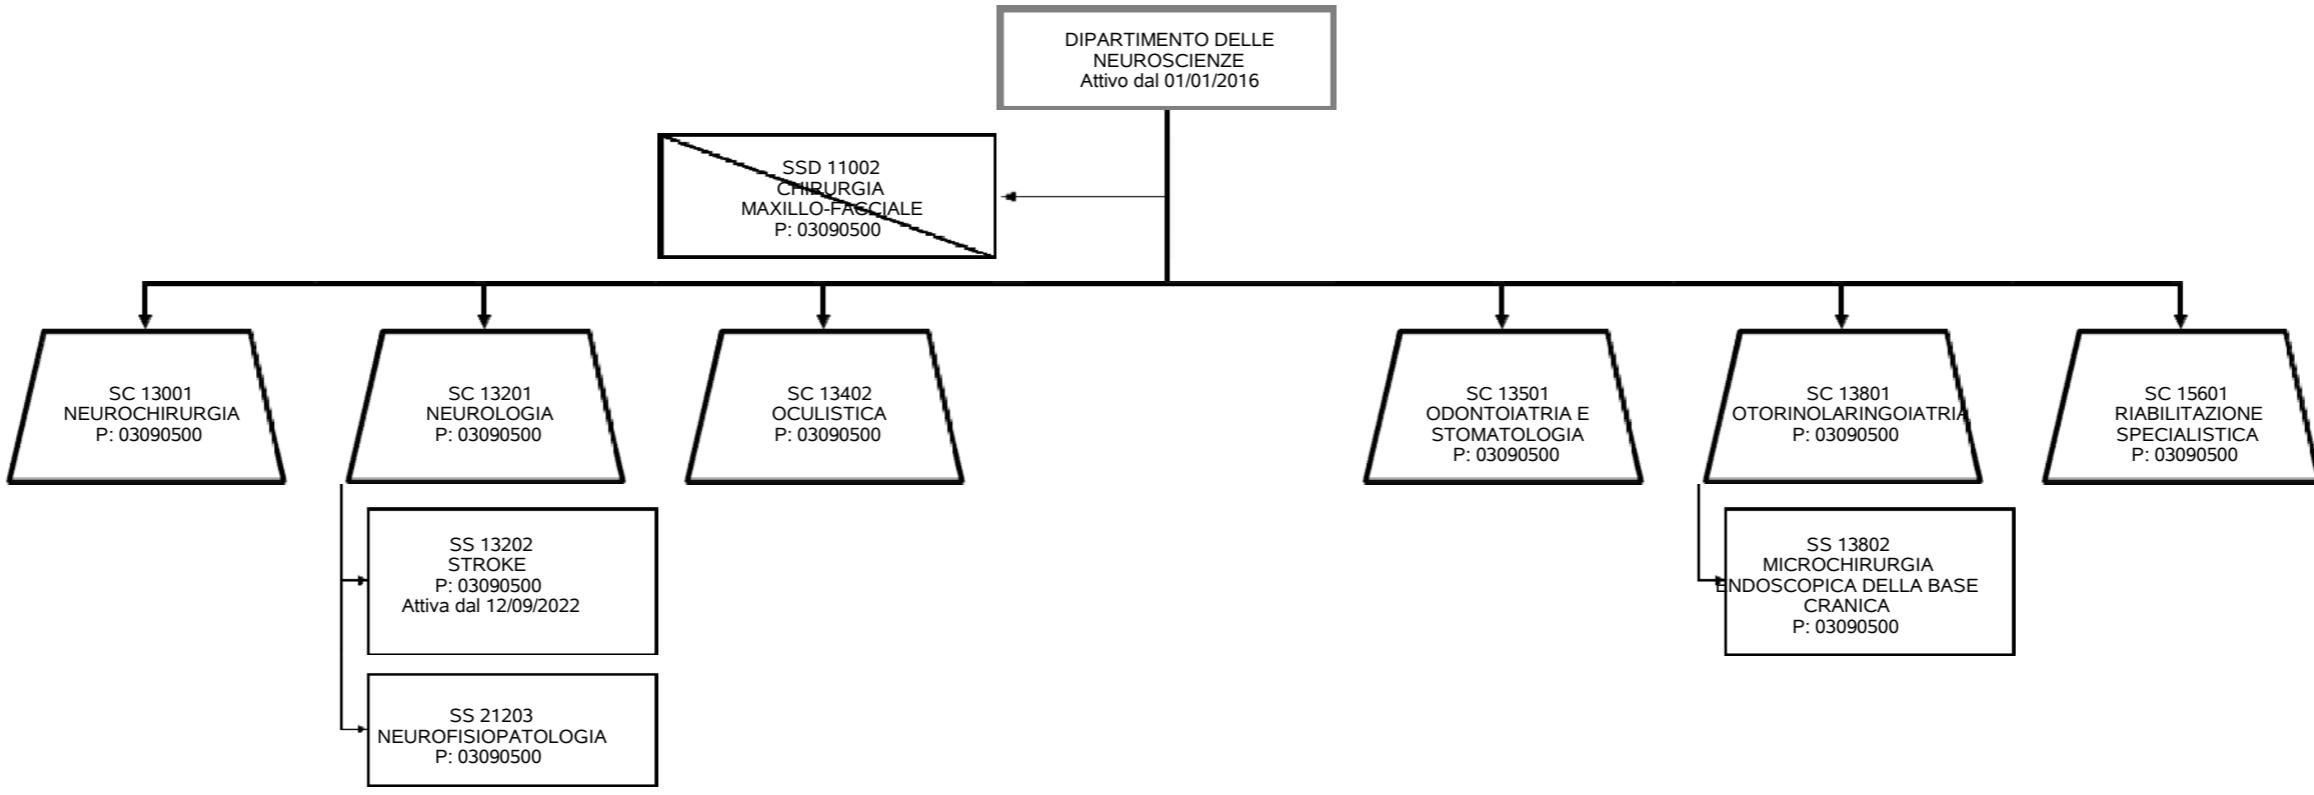 DIPARTIMENTO DELLE
NEUROSCIENZE
Attivo dal 01/01/2016
SSD 11002
CHIRURGIA
MAXILLO-FACCIALE
P: 03090500
SC 13001
NEUROCHIRURGIA
P: 03090500
SC 13201
NEUROLOGIA
P: 03090500
SC 13402
OCULISTICA
P: 03090500
SC 13501
ODONTOIATRIA E
STOMATOLOGIA
P: 03090500
SC 13801
OTORINOLARINGOIATRIA
P: 03090500
SC 15601
RIABILITAZIONE
SPECIALISTICA
P: 03090500
SS 13202
STROKE
P: 03090500
Attiva dal 12/09/2022
SS 13802
MICROCHIRURGIA
ENDOSCOPICA DELLA BASE
CRANICA
P: 03090500
SS 21203
NEUROFISIOPATOLOGIA
P: 03090500